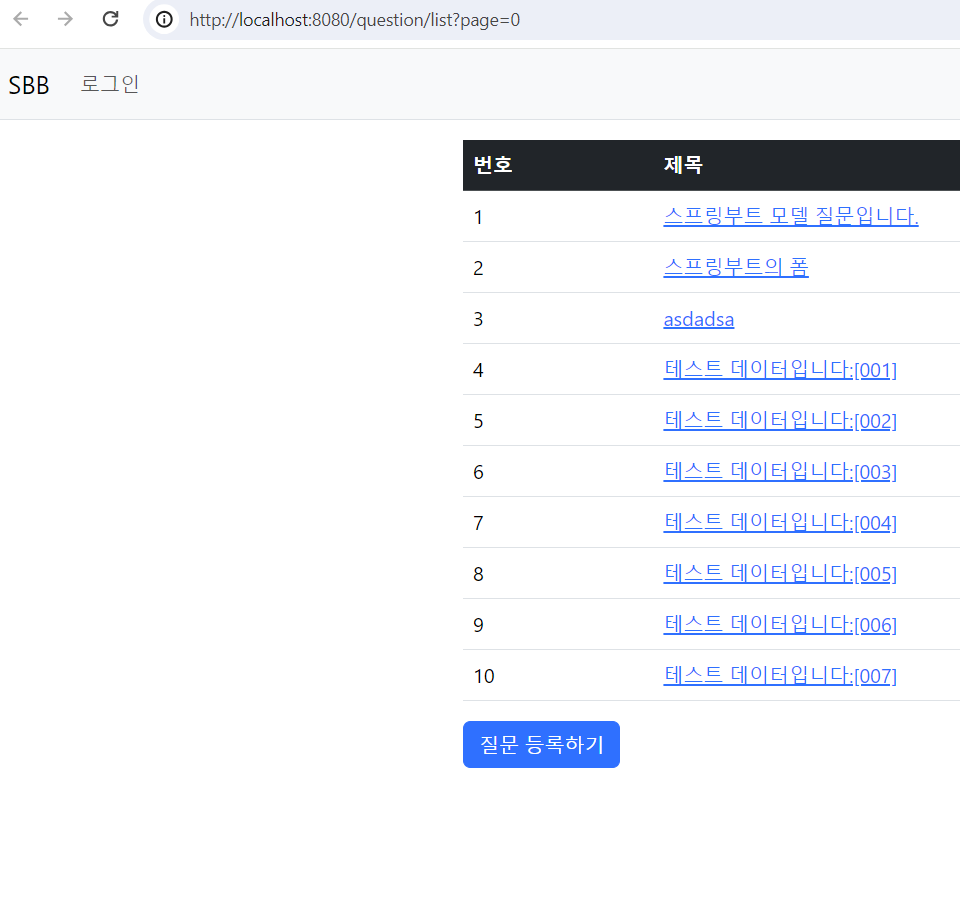 http://localhost:8080/question/list?page=0
SBB 로그인
번호 제목
1 스프링부트 모델 질문입니다.
2 스프링부트의 폼
3 asdadsa
4 테스트 데이터입니다:[001]
5 테스트 데이터입니다:[002]
6 테스트 데이터입니다:[003]
7 테스트 데이터입니다:[004]
8 테스트 데이터입니다:[005]
9 테스트 데이터입니다:[006]
10 테스트 데이터입니다:[007]
질문 등록하기